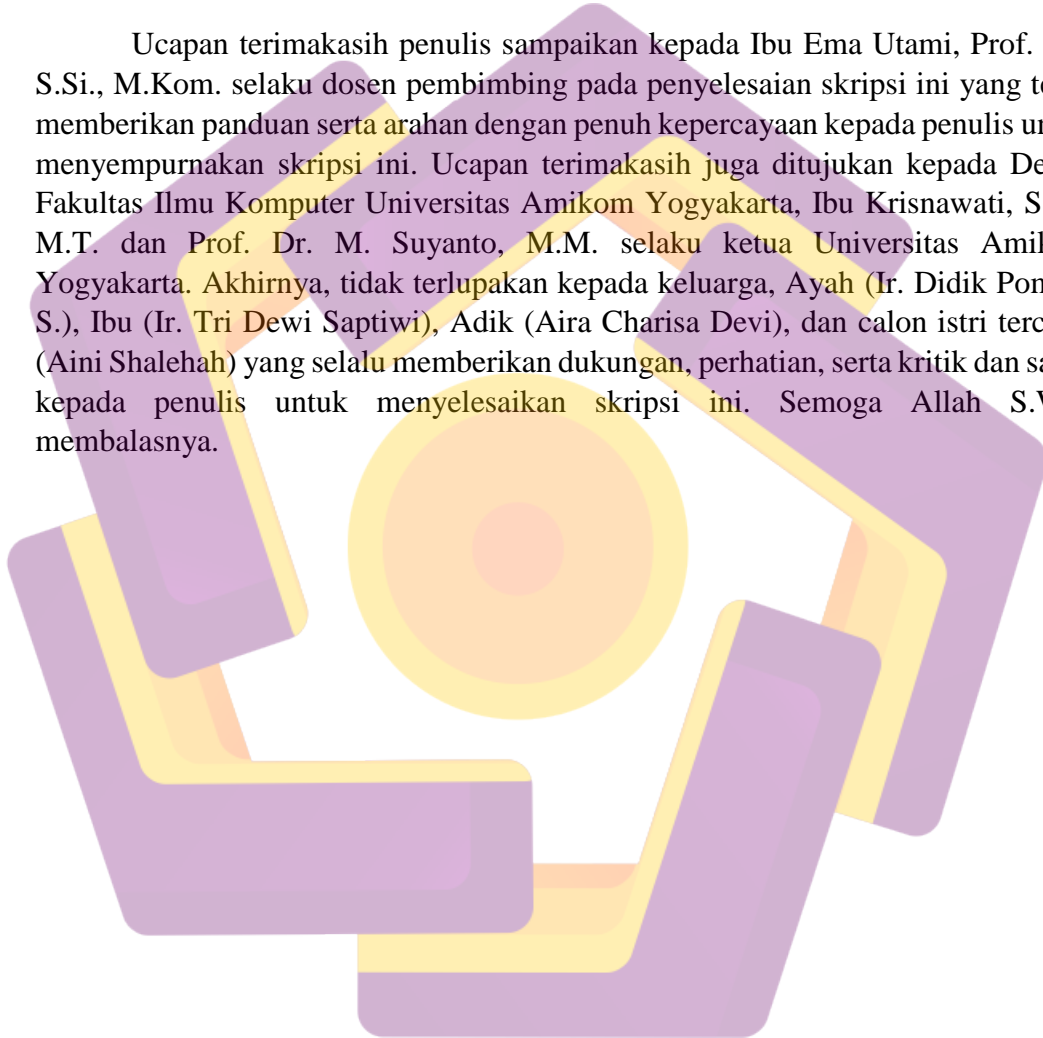 Ucapan terimakasih penulis sampaikan kepada Ibu Ema Utami, Prof.
S.Si., M.Kom. selaku dosen pembimbing pada penyelesaian skripsi ini yang
memberikan panduan serta arahan dengan penuh kepercayaan kepada penulis
menyempurnakan skripsi ini. Ucapan terimakasih juga ditujukan kepada
Fakultas Ilmu Komputer Universitas Amikom Yogyakarta, Ibu Krisnawati,
M.T. dan Prof. Dr. M. Suyanto, M.M. selaku ketua Universitas
Yogyakarta. Akhirnya, tidak terlupakan kepada keluarga, Ayah (Ir. Didik
S.), Ibu (Ir. Tri Dewi Saptiwi), Adik (Aira Charisa Devi), dan calon istri
(Aini Shalehah) yang selalu memberikan dukungan, perhatian, serta kritik dan
kepada penulis untuk menyelesaikan skripsi ini. Semoga Allah
membalasnya.